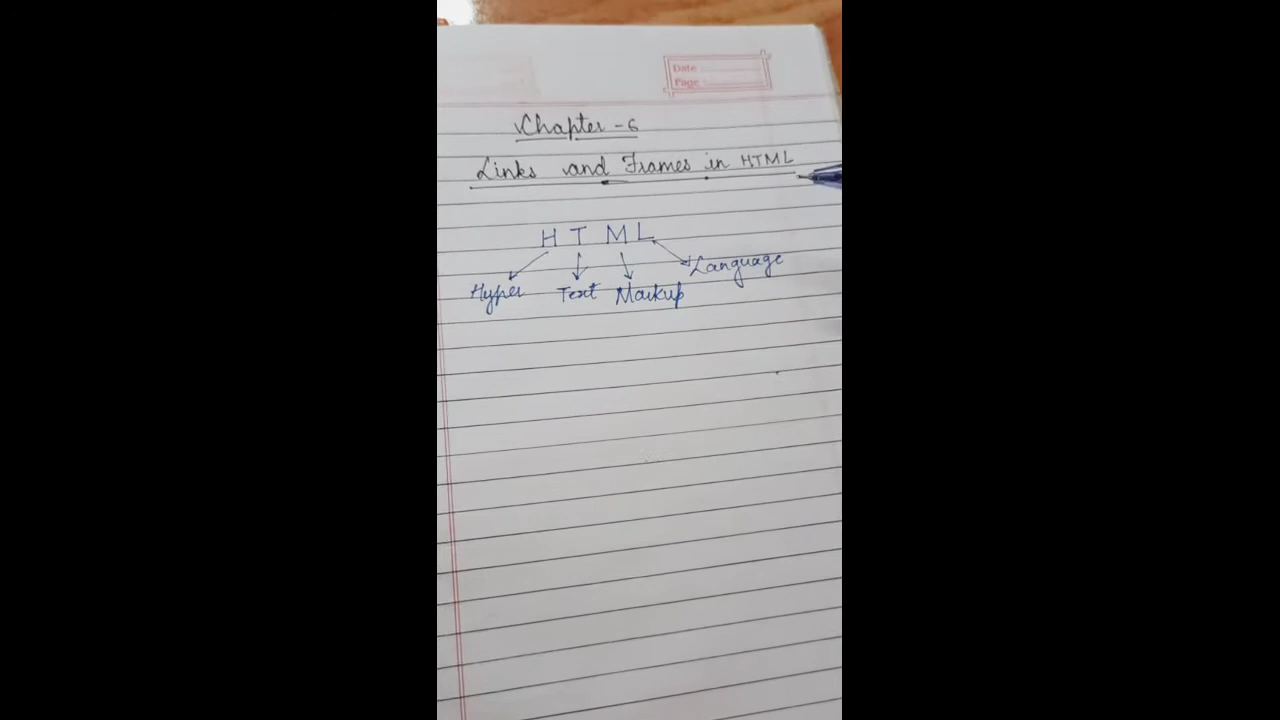 Date
Page
Chapter - 6
Links and Frames in HTML
H T M L
Language
Hyper Text Markup